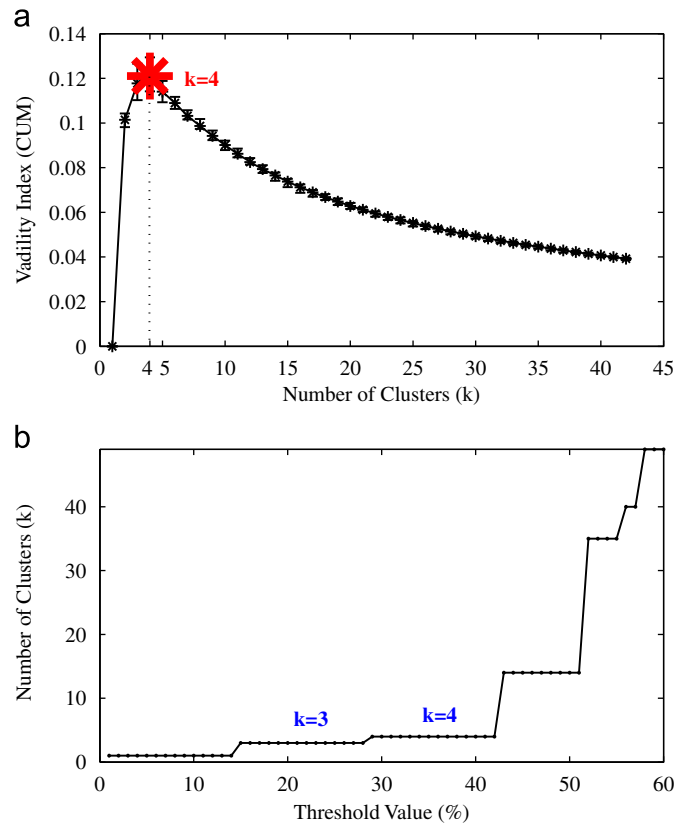 a
0.14
0.12
0.1
0.08
0.06
0.04
0.02
0
k=4
Vadility Index (CUM)
0 4 5 10 15 20 25 30 35 40 45
Number of Clusters (k)
b
40
30
20
10
0
k=3
k=4
Number of Clusters (k)
0 10 20 30 40 50 60
Threshold Value (%)